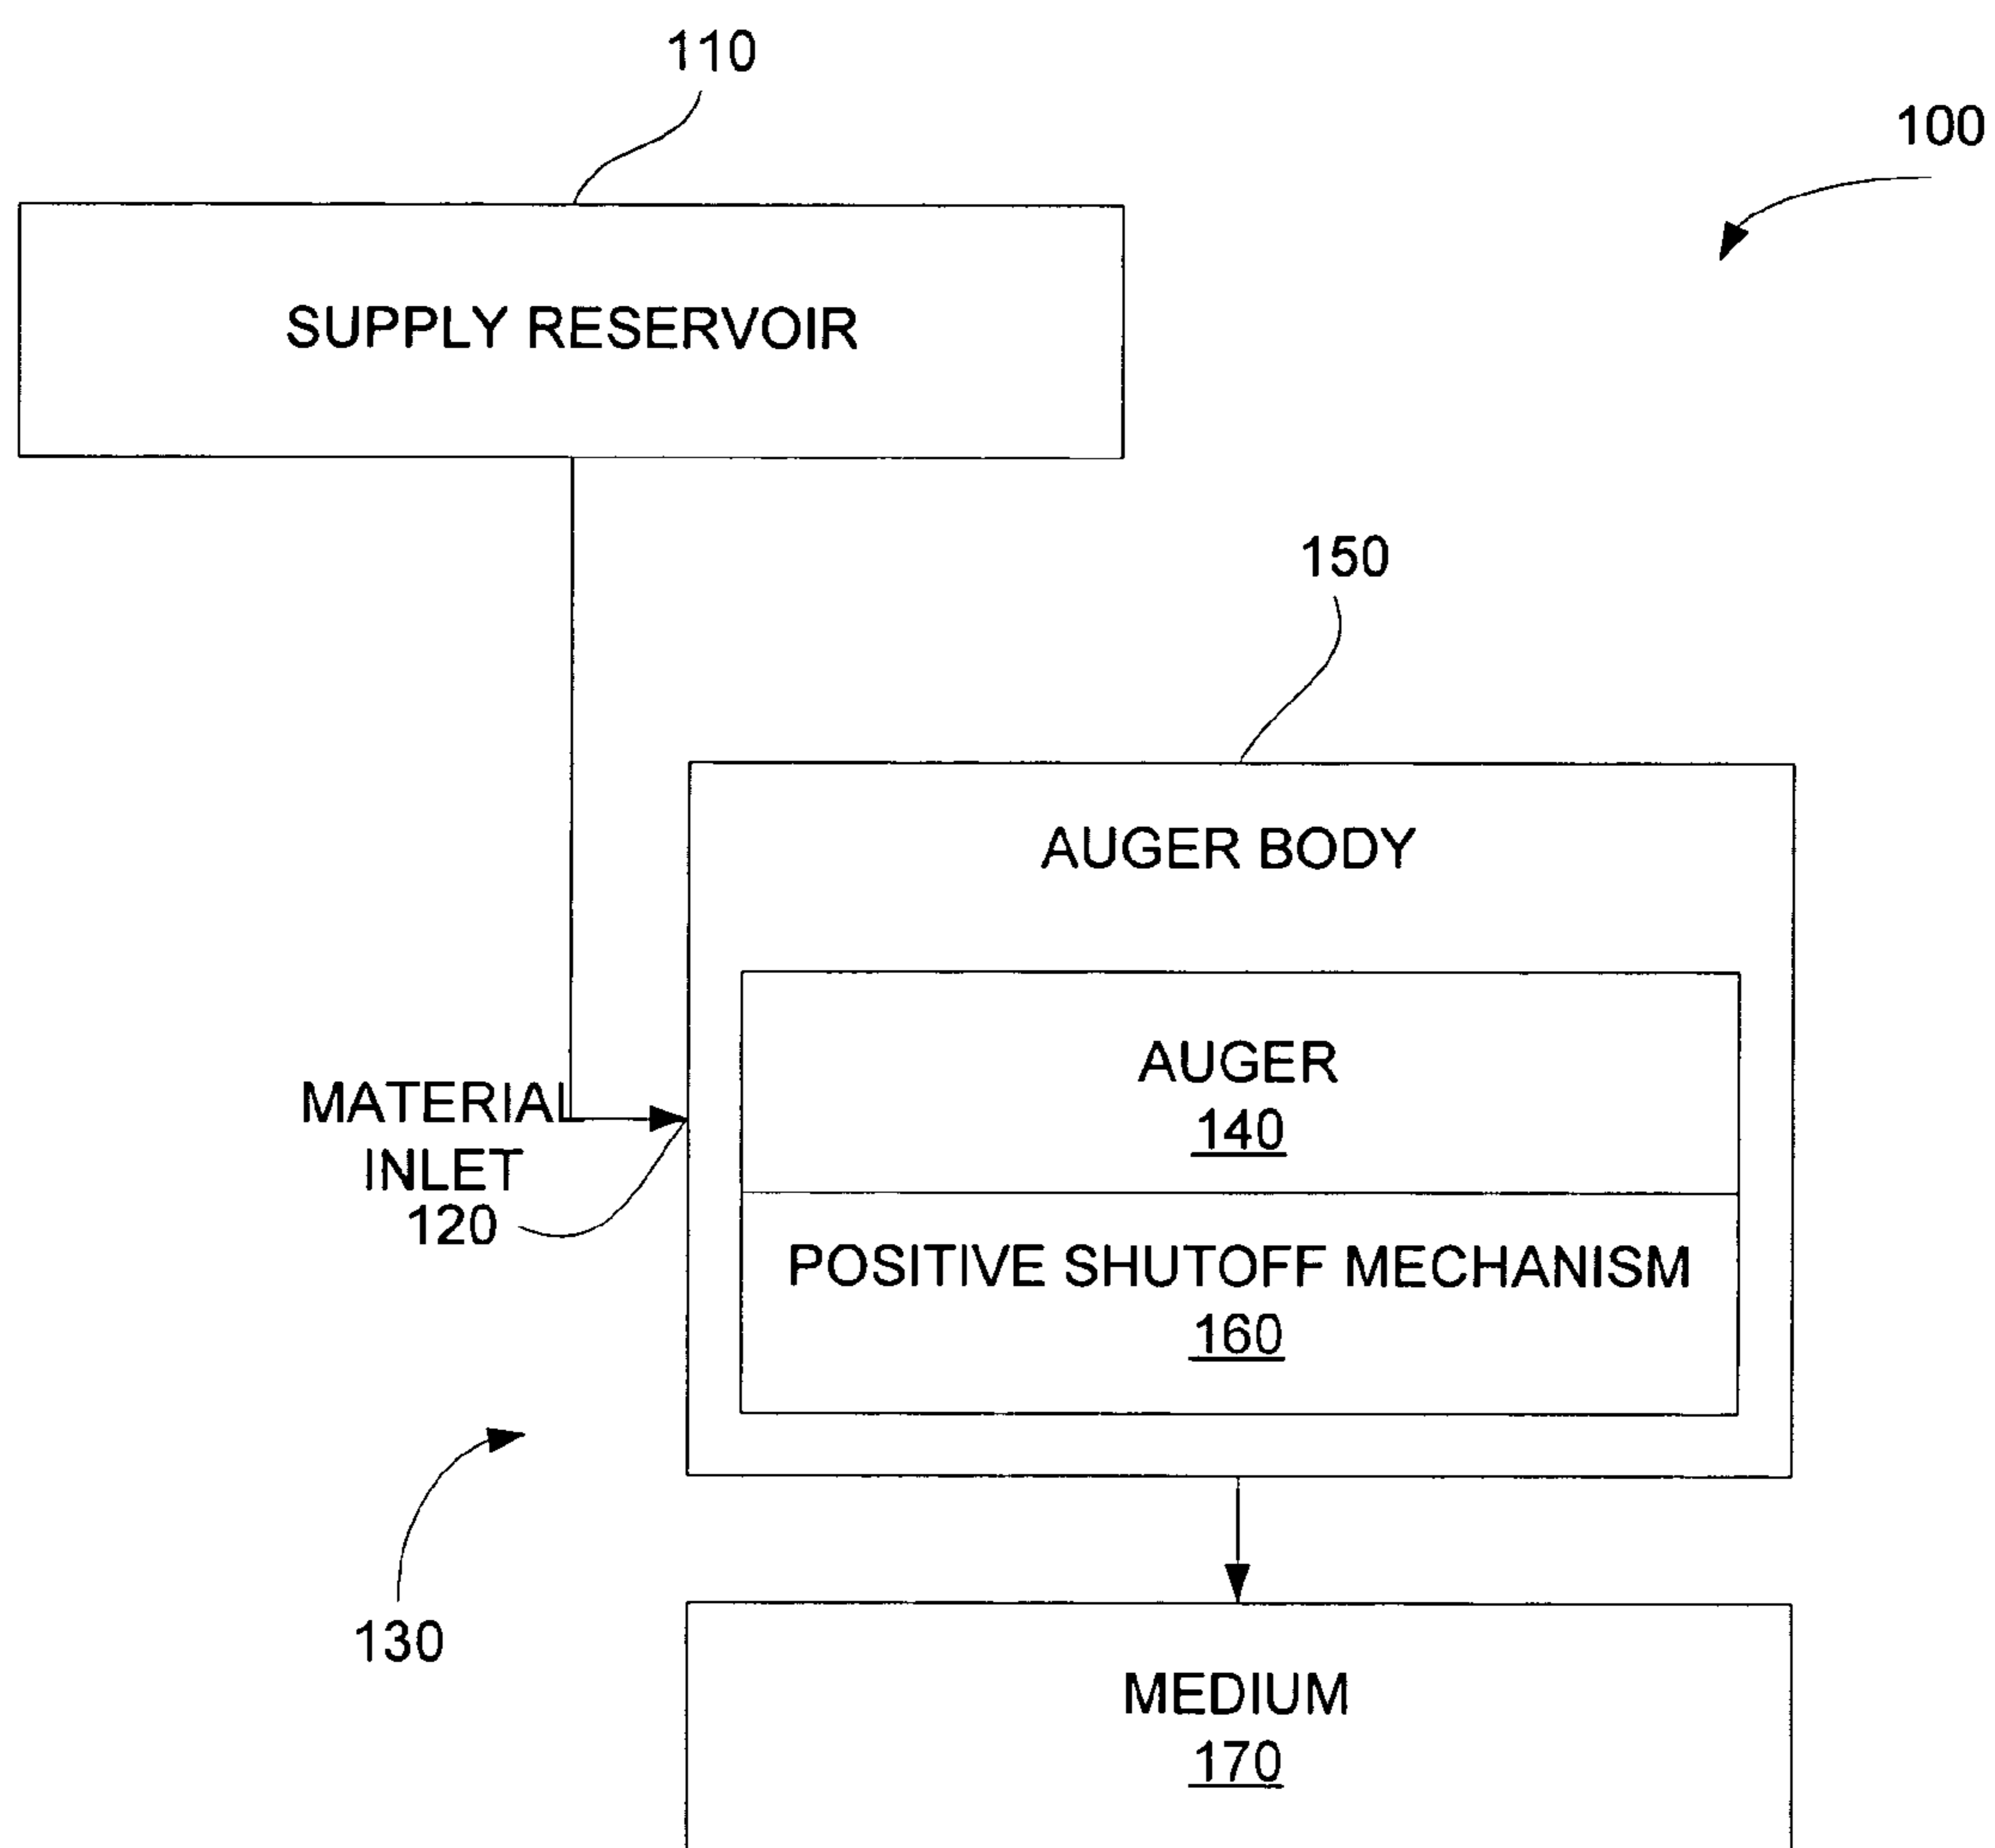 110
100
SUPPLY RESERVOIR
150
AUGER BODY
AUGER
140
MATERIAL
INLET
120
POSITIVE SHUTOFF MECHANISM
160
130
MEDIUM
170